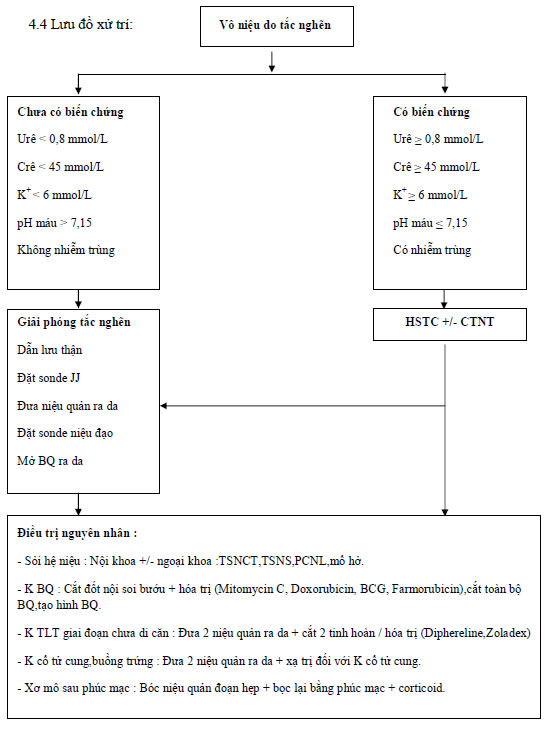 4.4 Lưu đồ xử trí:
Vô niệu do tắc nghẽn
Chưa có biến chứng
Urê < 0,8 mmol/L
Crê < 45 mmol/L
K+ < 6 mmol/L
pH máu > 7,15
Không nhiễm trùng
Có biến chứng
Urê ≥ 0,8 mmol/L
Crê ≥ 45 mmol/L
K+ ≥ 6 mmol/L
pH máu ≤ 7,15
Có nhiễm trùng
Giải phóng tắc nghẽn
Dẫn lưu thận
Đặt sonde JJ
Đưa niệu quản ra da
Đặt sonde niệu đạo
Mở BQ ra da
HSTC +/- CTNT
Điều trị nguyên nhân :
- Sỏi hệ niệu : Nội khoa +/- ngoại khoa :TSNCT,TSNS,PCNL,mổ hở.
- K BQ : Cắt đốt nội soi bướu + hóa trị (Mitomycin C, Doxorubicin, BCG, Farmorubicin),cắt toàn bộ
BQ,tạo hình BQ.
- K TLT giai đoạn chưa di căn : Đưa 2 niệu quản ra da + cắt 2 tinh hoàn / hóa trị (Diphereline,Zoladex)
- K cổ tử cung,buồng trứng : Đưa 2 niệu quản ra da + xạ trị đối với K cổ tử cung.
- Xơ mô sau phúc mạc : Bóc niệu quản đoạn hẹp + bọc lại bằng phúc mạc + corticoid.